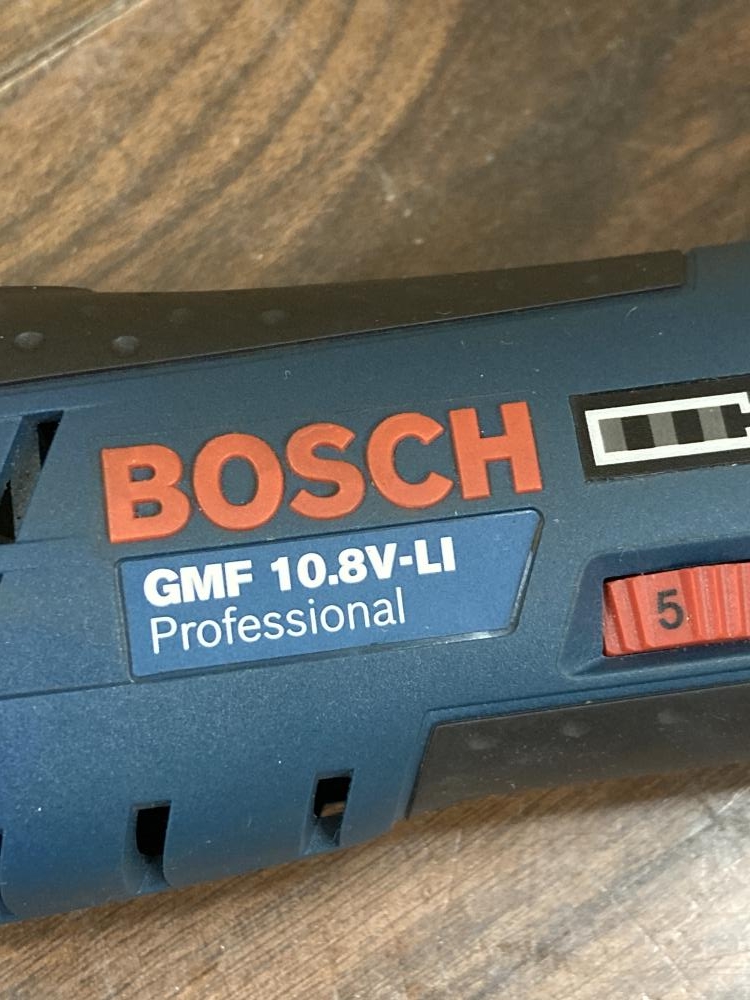 BOSCH
GMF 10.8V-LI
Professional
5